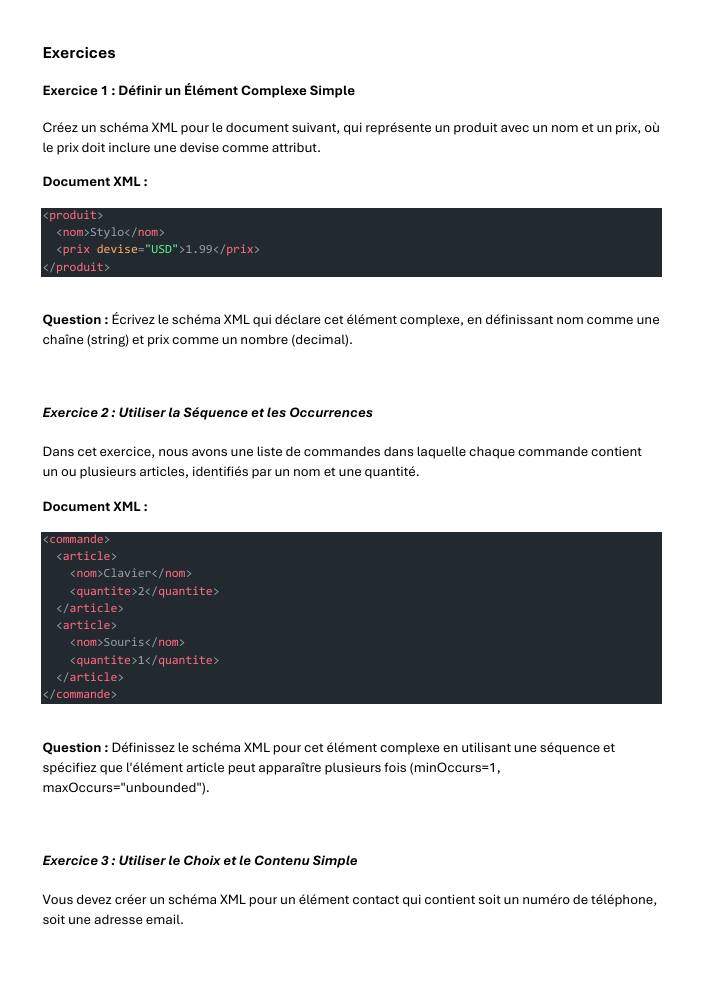 Exercices
Exercice 1 : Définir un Élément Complexe Simple
Créez un schéma XML pour le document suivant, qui représente un produit avec un nom et un prix, où
le prix doit inclure une devise comme attribut.
Document XML :
<produit>
  <nom>Stylo</nom>
  <prix devise="USD">1.99</prix>
</produit>
Question : Écrivez le schéma XML qui déclare cet élément complexe, en définissant nom comme une
chaîne (string) et prix comme un nombre (decimal).
Exercice 2 : Utiliser la Séquence et les Occurrences
Dans cet exercice, nous avons une liste de commandes dans laquelle chaque commande contient
un ou plusieurs articles, identifiés par un nom et une quantité.
Document XML :
<commande>
  <article>
    <nom>Clavier</nom>
    <quantite>2</quantite>
  </article>
  <article>
    <nom>Souris</nom>
    <quantite>1</quantite>
  </article>
</commande>
Question : Définissez le schéma XML pour cet élément complexe en utilisant une séquence et
spécifiez que l'élément article peut apparaître plusieurs fois (minOccurs=1,
maxOccurs="unbounded").
Exercice 3 : Utiliser le Choix et le Contenu Simple
Vous devez créer un schéma XML pour un élément contact qui contient soit un numéro de téléphone,
soit une adresse email.